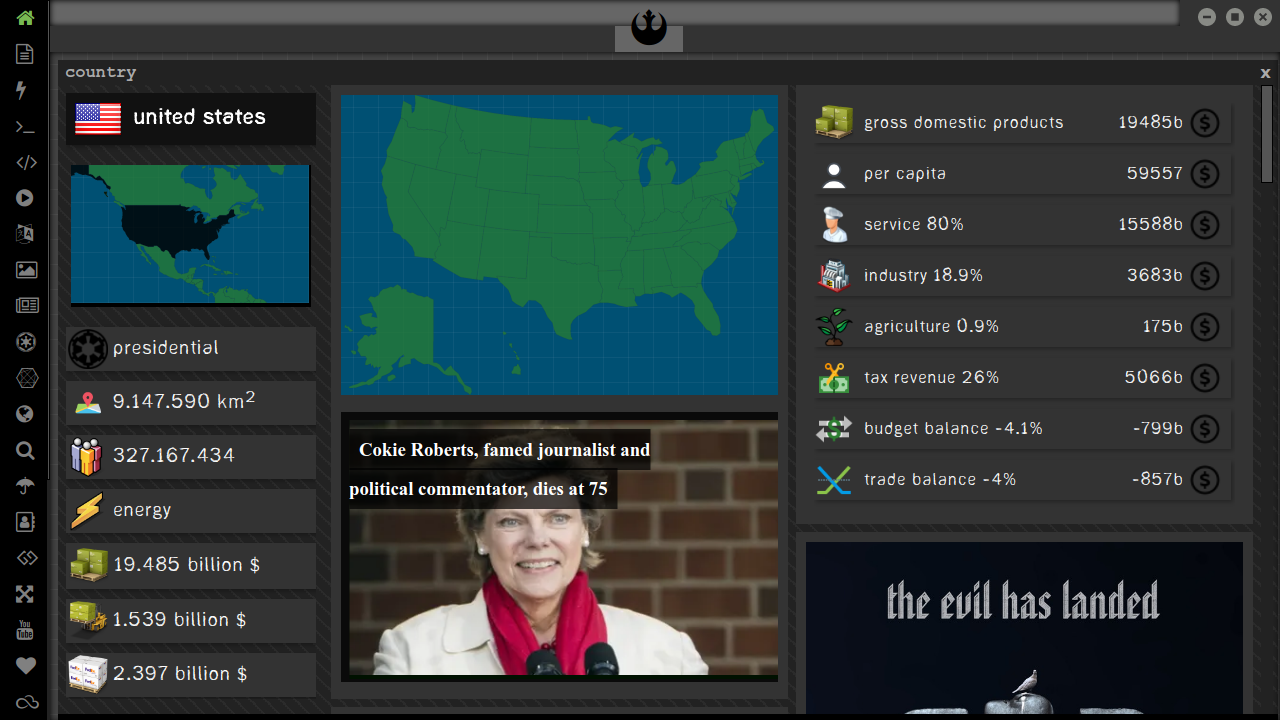 country
x
united states
presidential
9.147.590 km²
327.167.434
energy
19.485 billion $
1.539 billion $
2.397 billion $
Cokie Roberts, famed journalist and
political commentator, dies at 75
gross domestic products 19485b $
per capita 59557 $
service 80% 15588b $
industry 18.9% 3683b $
agriculture 0.9% 175b $
tax revenue 26% 5066b $
budget balance -4.1% -799b $
trade balance -4% -857b $
the evil has landed
You
Tube